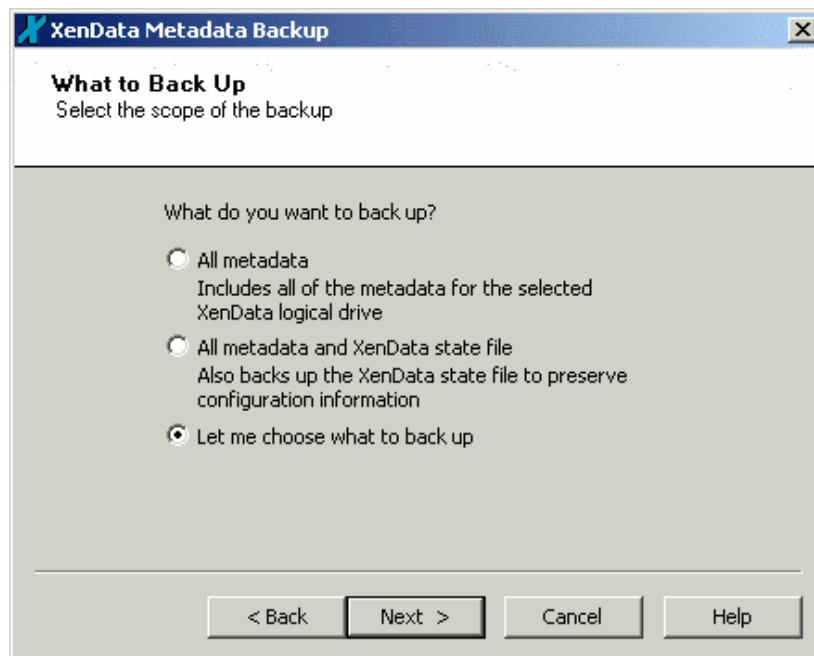 XenData Metadata Backup
What to Back Up
Select the scope of the backup
What do you want to back up?
All metadata
Includes all of the metadata for the selected
XenData logical drive
All metadata and XenData state file
Also backs up the XenData state file to preserve
configuration information
Let me choose what to back up
< Back
Next >
Cancel
Help